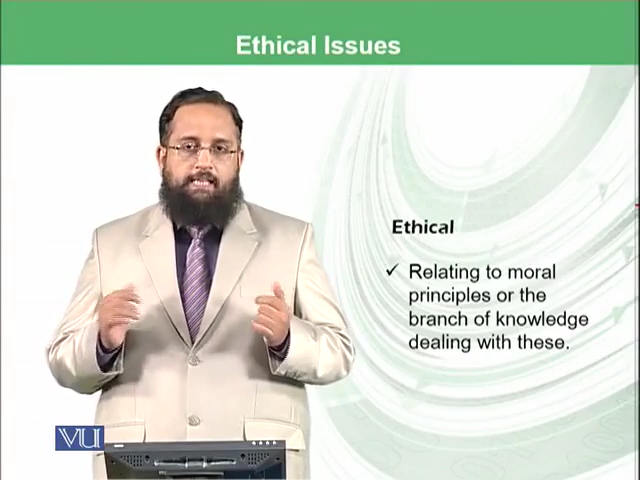 Ethical Issues
Ethical
✓ Relating to moral
principles or the
branch of knowledge
dealing with these.
VU